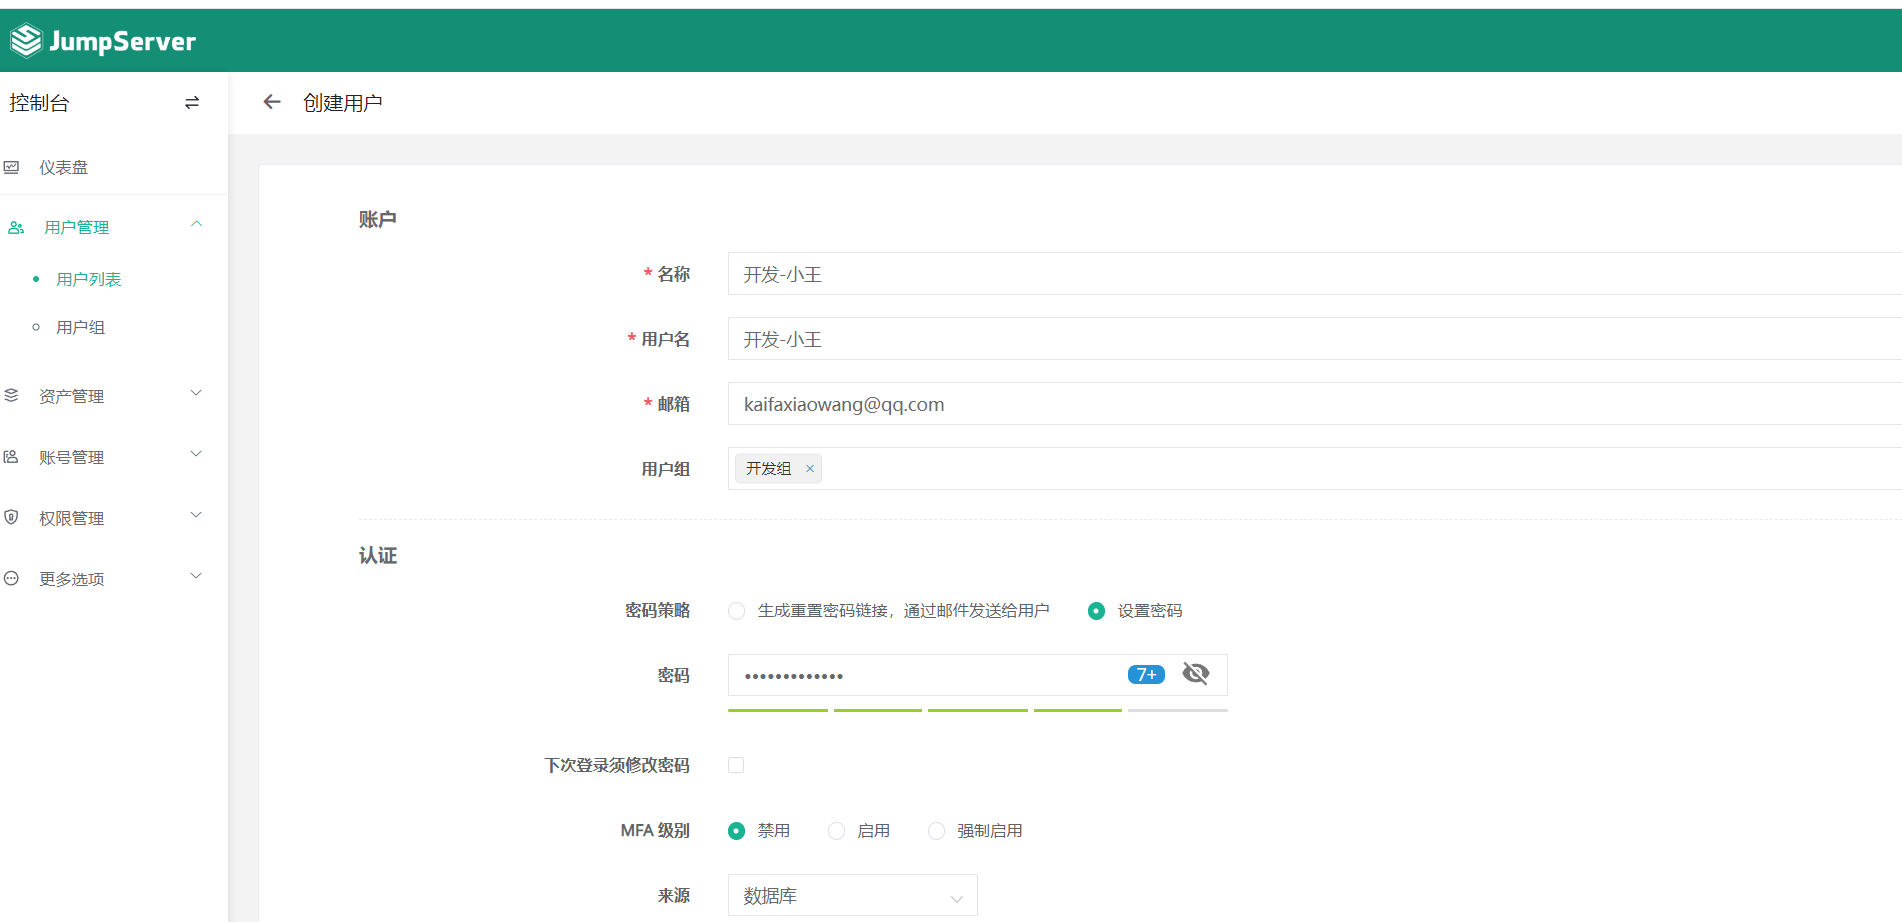 JumpServer
控制台
创建用户
仪表盘
用户管理
用户列表
用户组
资产管理
账号管理
权限管理
更多选项
账户
* 名称 开发-小王
* 用户名 开发-小王
* 邮箱 kaifaxiaowang@qq.com
用户组 开发组 ×
认证
密码策略 生成重置密码链接，通过邮件发送给用户 设置密码
密码 ••••••••••••• 7+
下次登录须修改密码
MFA 级别 禁用 启用 强制启用
来源 数据库